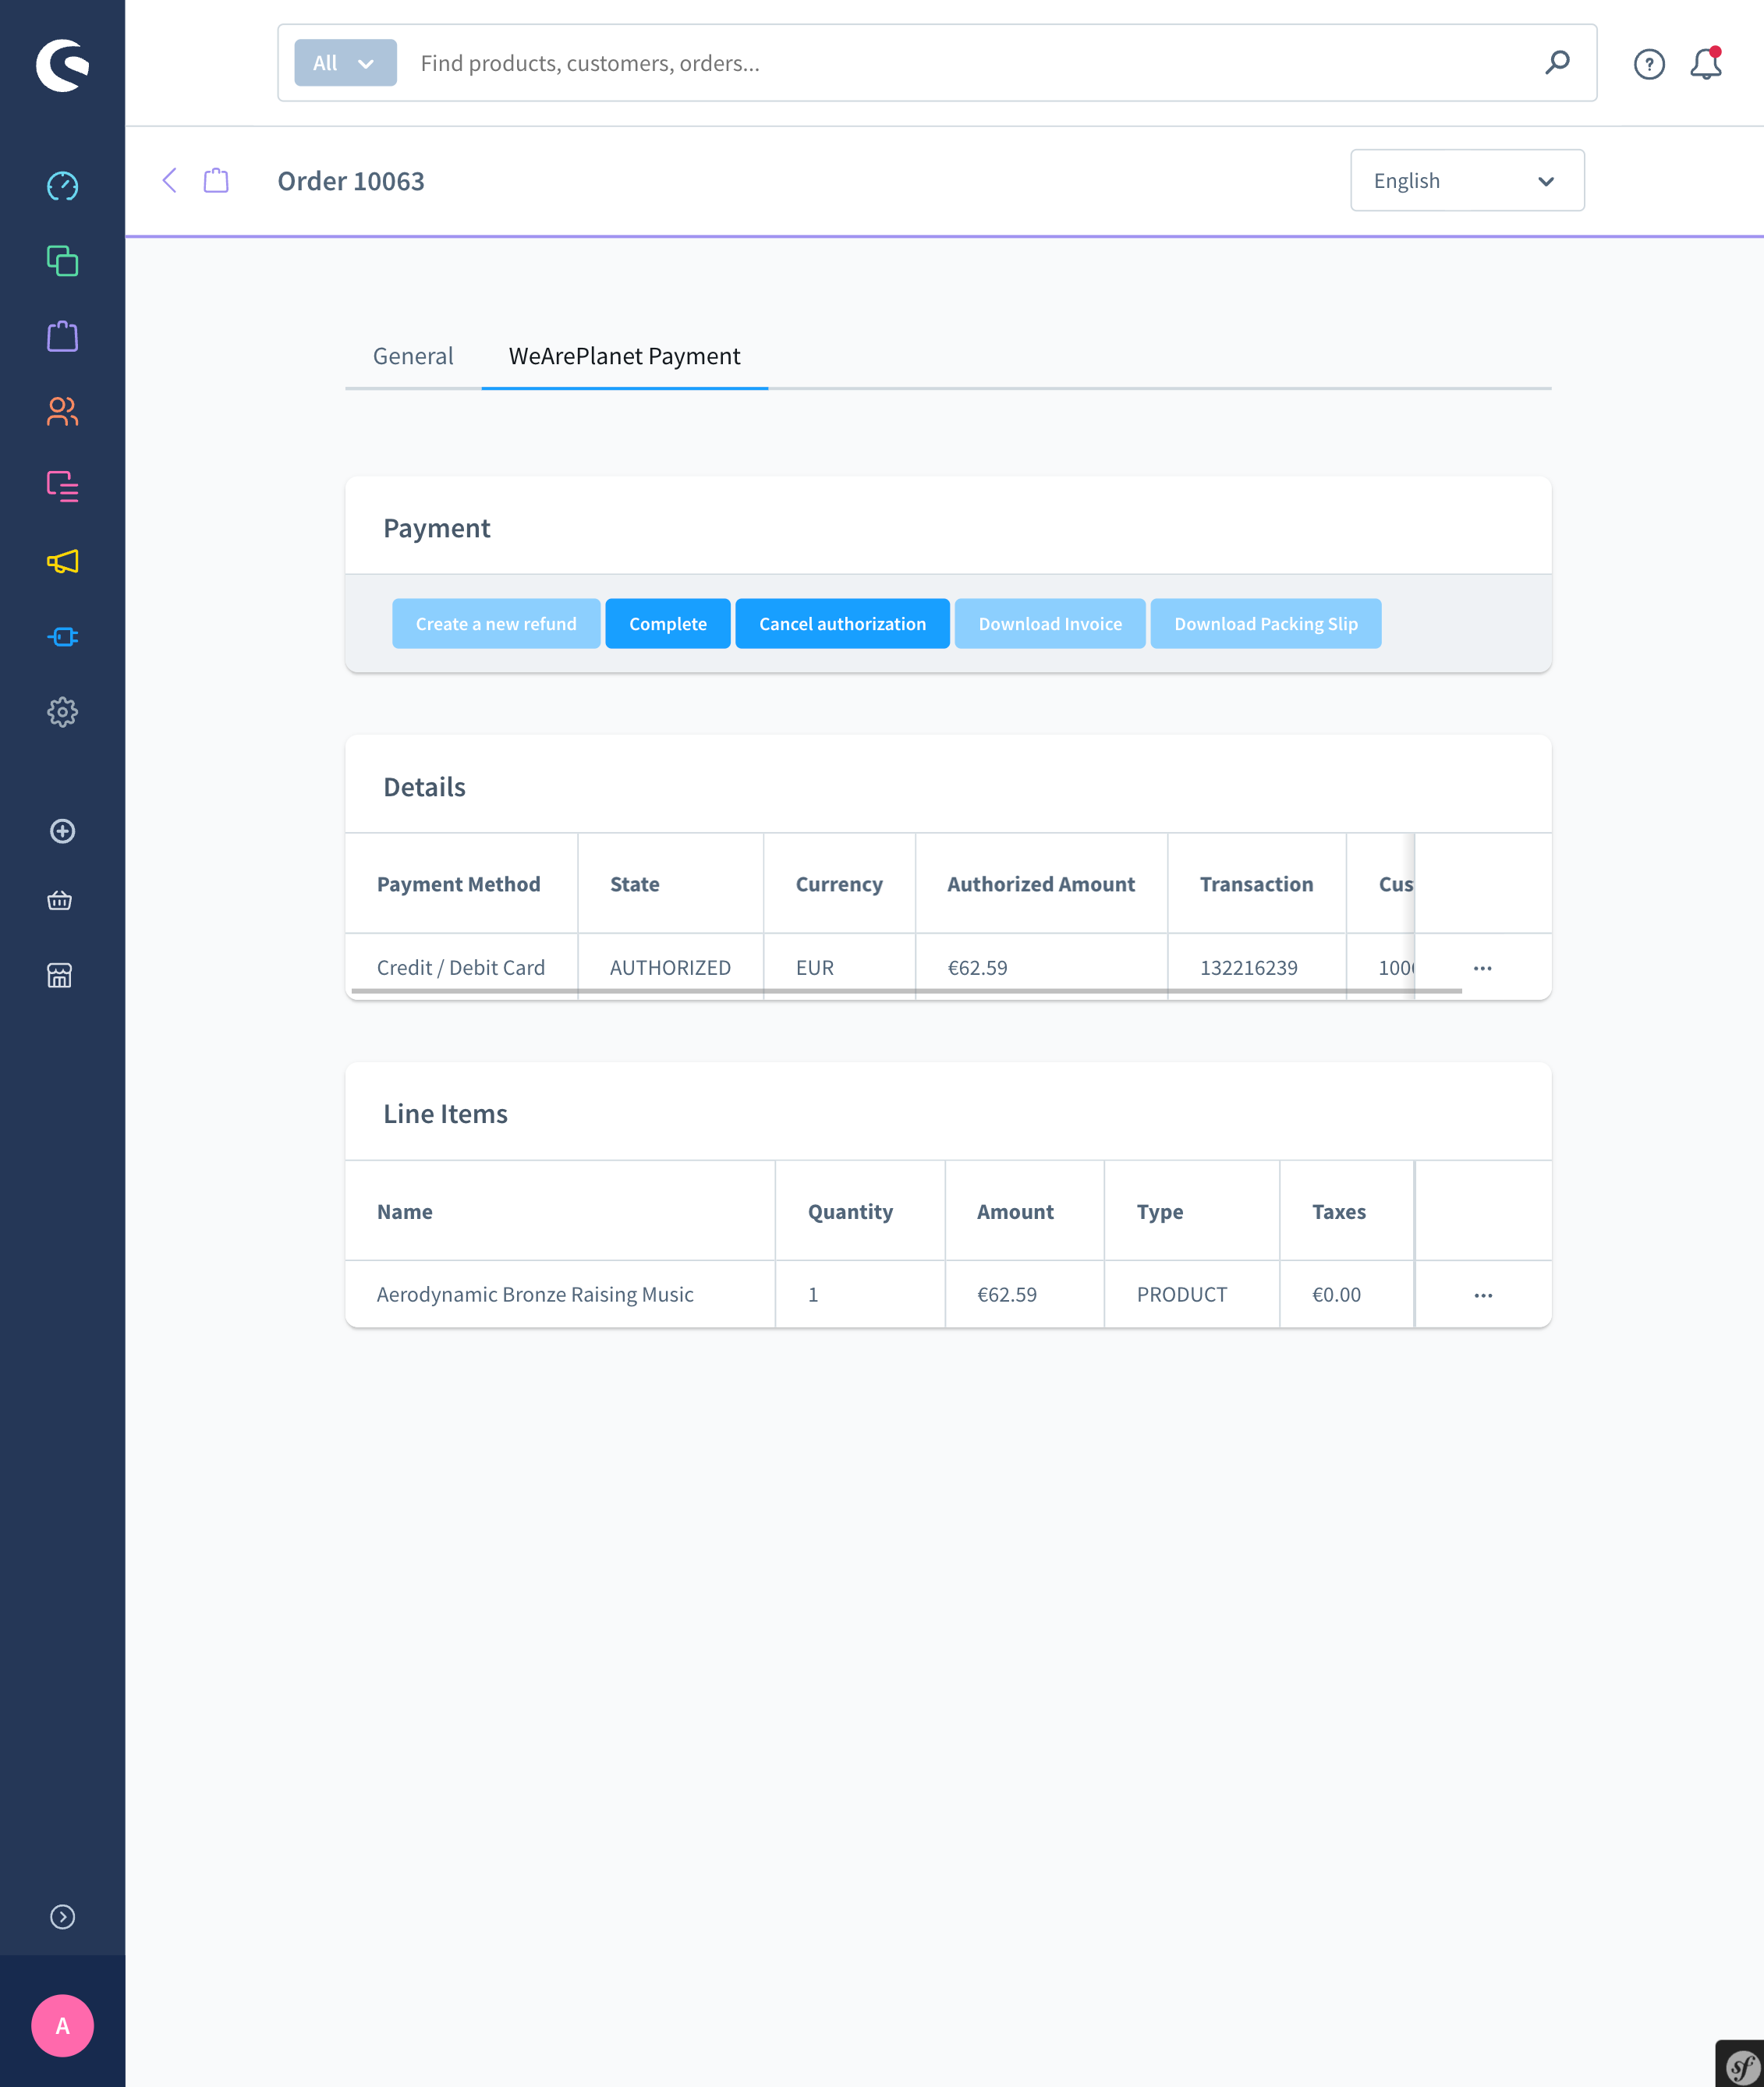 All
Find products, customers, orders...
Order 10063
English
General
WeArePlanet Payment
Payment
Create a new refund
Complete
Cancel authorization
Download Invoice
Download Packing Slip
Details
Payment Method State Currency Authorized Amount Transaction Cus
Credit / Debit Card AUTHORIZED EUR €62.59 132216239 100
Line Items
Name Quantity Amount Type Taxes
Aerodynamic Bronze Raising Music 1 €62.59 PRODUCT €0.00
A
sf